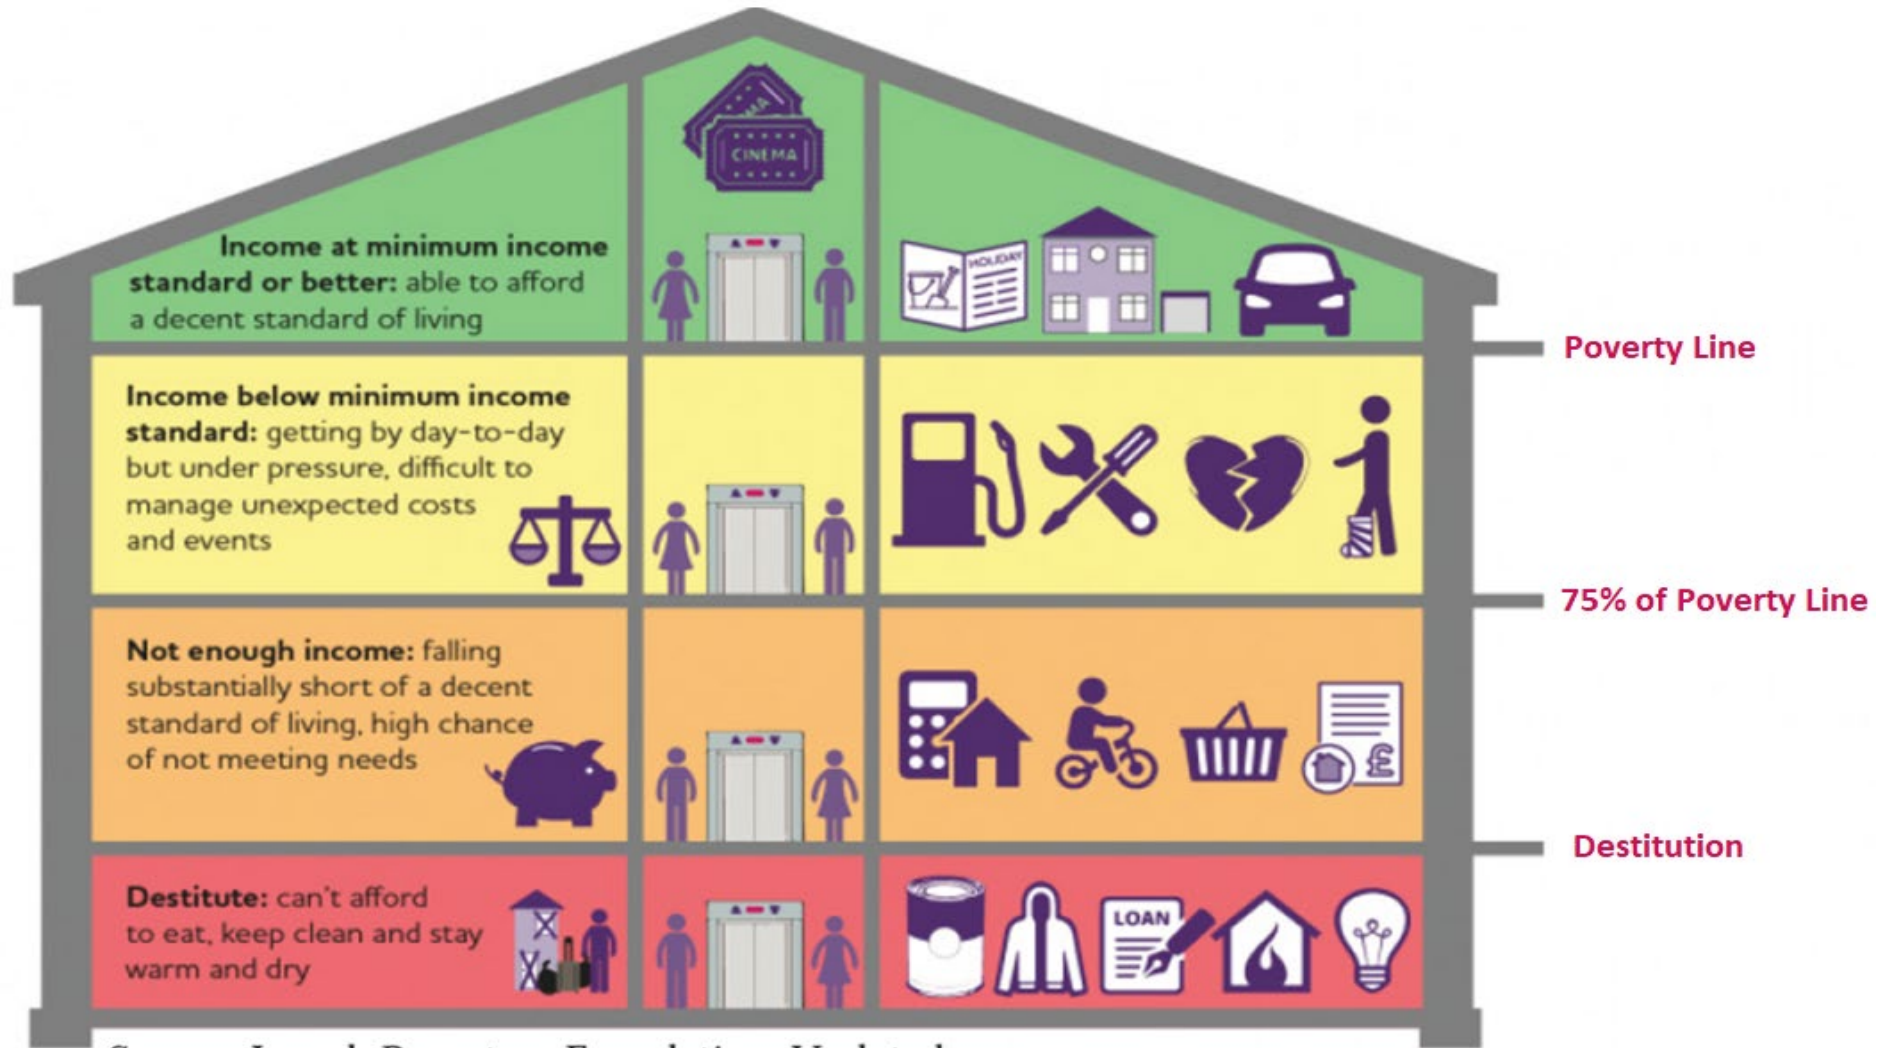 CINEMA
Income at minimum income
standard or better: able to afford
a decent standard of living
HOLIDAY
Poverty Line
Income below minimum income
standard: getting by day-to-day
but under pressure, difficult to
manage unexpected costs
and events
75% of Poverty Line
Not enough income: falling
substantially short of a decent
standard of living, high chance
of not meeting needs
£
Destitution
Destitute: can't afford
to eat, keep clean and stay
warm and dry
LOAN